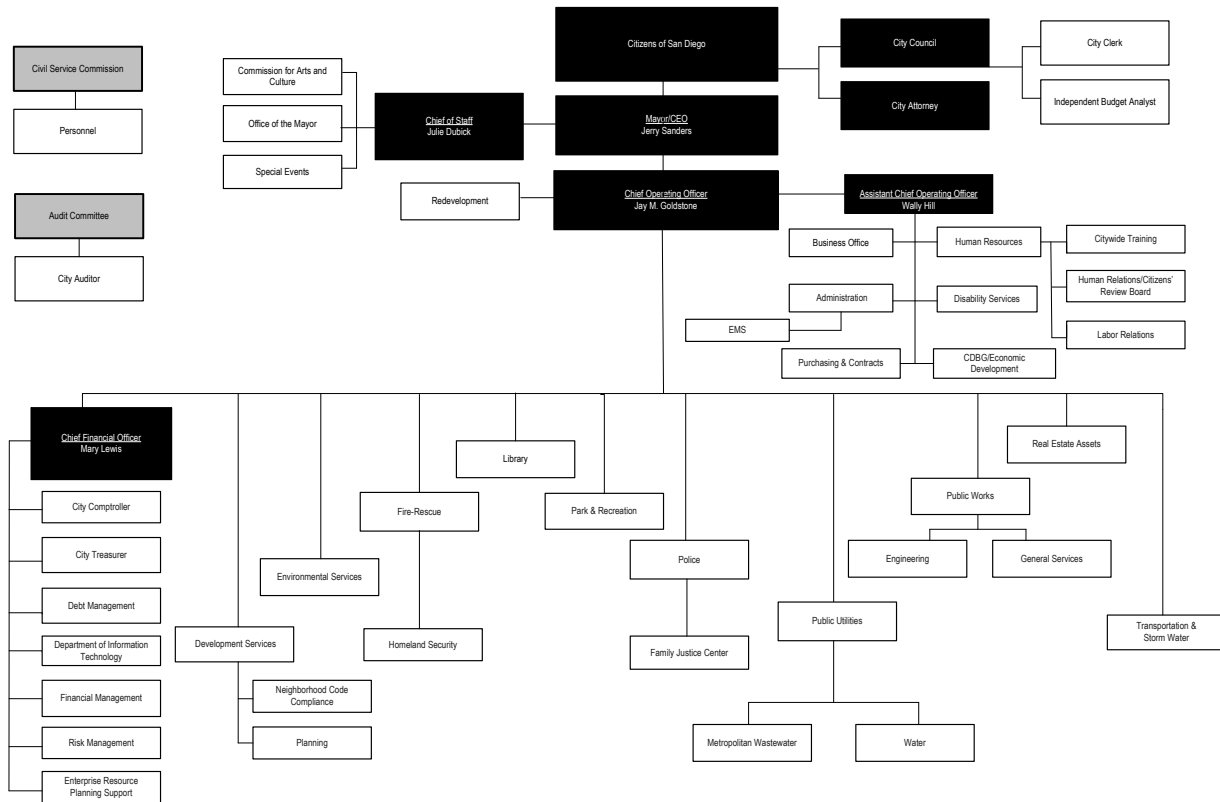 Citizens of San Diego
City Council
City Clerk
Civil Service Commission
Commission for Arts and
Culture
City Attorney
Independent Budget Analyst
Personnel
Office of the Mayor
Chief of Staff
Julie Dubick
Mayor/CEO
Jerry Sanders
Special Events
Audit Committee
Redevelopment
Chief Operating Officer
Jay M. Goldstone
Assistant Chief Operating Officer
Wally Hill
City Auditor
Business Office
Human Resources
Citywide Training
Human Relations/Citizens'
Review Board
Administration
Disability Services
EMS
Labor Relations
Purchasing & Contracts
CDBG/Economic
Development
Chief Financial Officer
Mary Lewis
Real Estate Assets
Library
Public Works
City Comptroller
Fire-Rescue
Park & Recreation
City Treasurer
Police
Engineering
General Services
Environmental Services
Debt Management
Public Utilities
Transportation &
Storm Water
Department of Information
Technology
Development Services
Homeland Security
Family Justice Center
Financial Management
Neighborhood Code
Compliance
Risk Management
Planning
Metropolitan Wastewater
Water
Enterprise Resource
Planning Support